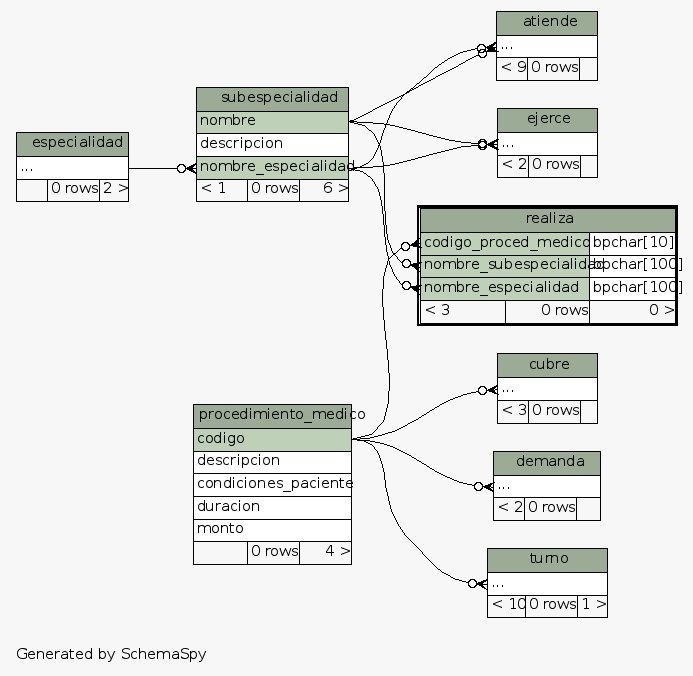 atiende
...
< 9 0 rows
subespecialidad
nombre
descripcion
nombre_especialidad
< 1 0 rows 6 >
especialidad
...
0 rows 2 >
ejerce
...
< 2 0 rows
realiza
codigo_proced_medico bpchar[10]
nombre_subespecialidad bpchar[100]
nombre_especialidad bpchar[100]
< 3 0 rows 0 >
cubre
...
< 3 0 rows
procedimiento_medico
codigo
descripcion
condiciones_paciente
duracion
monto
0 rows 4 >
demanda
...
< 2 0 rows
turno
...
< 10 0 rows 1 >
Generated by SchemaSpy